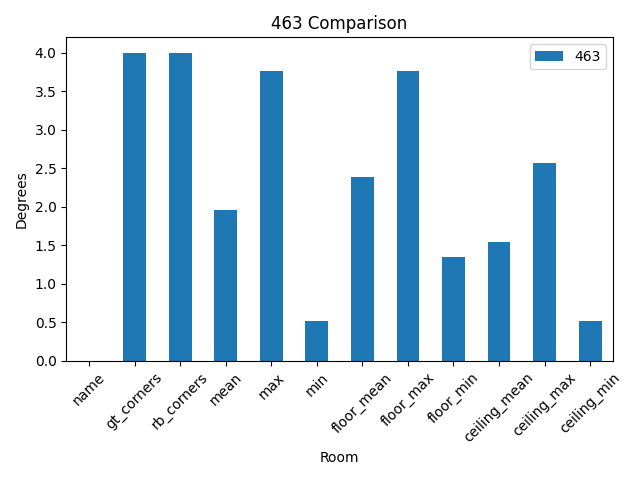 463 Comparison
463
Degrees
4.0
3.5
3.0
2.5
2.0
1.5
1.0
0.5
0.0
name
gt_corners
rb_corners
mean
max
min
floor_mean
floor_max
floor_min
ceiling_mean
ceiling_max
ceiling_min
Room